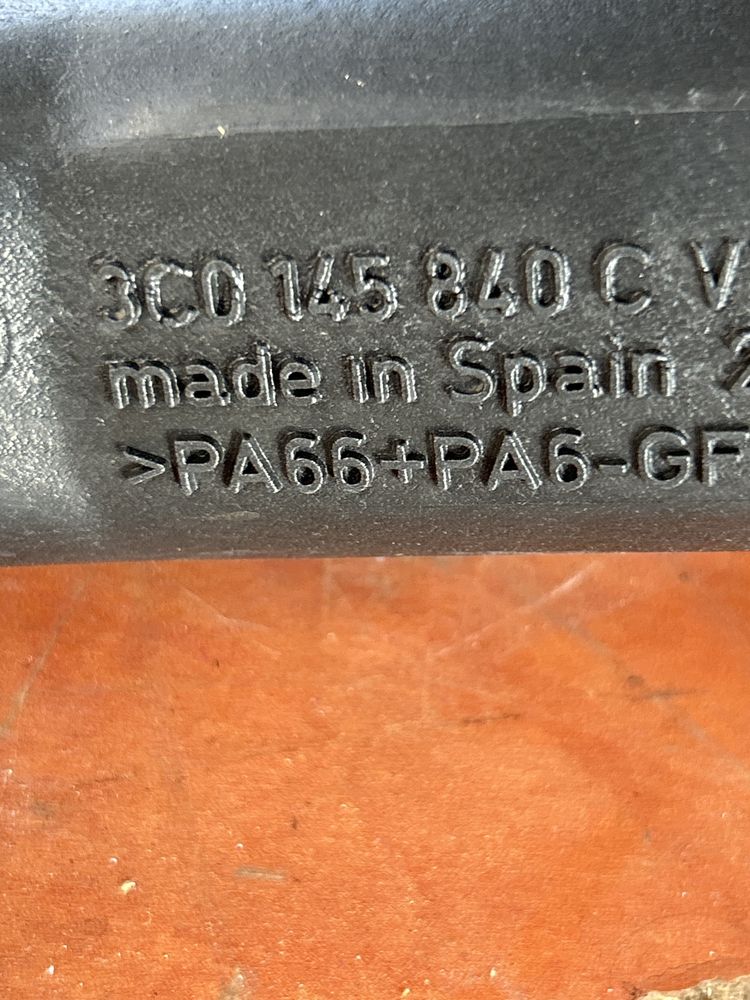 3C0 145 840 C V
made in Spain
>PA66+PA6-GF